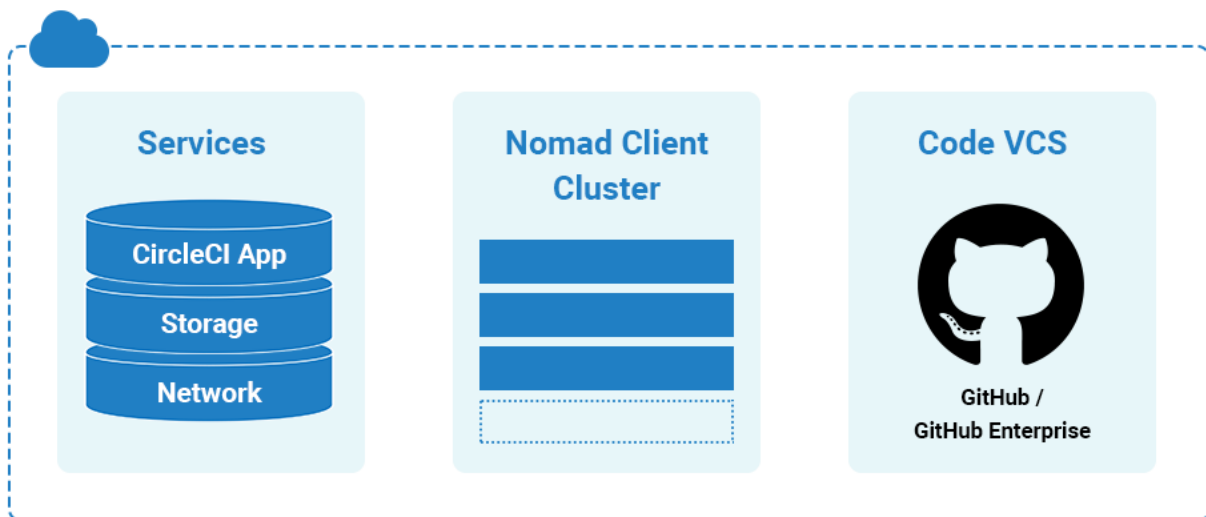 Services
CircleCI App
Storage
Network
Nomad Client
Cluster
Code VCS
GitHub /
GitHub Enterprise